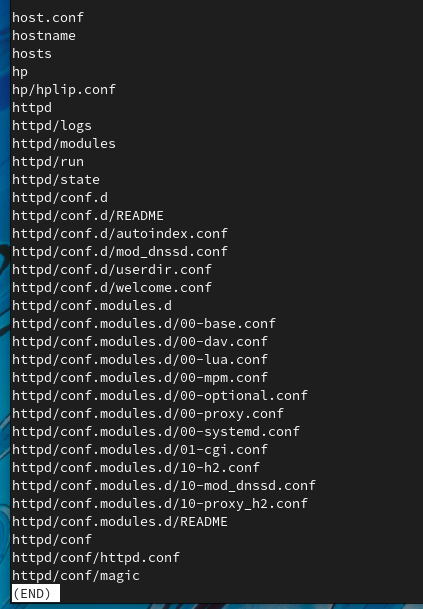 host.conf
hostname
hosts
hp
hp/hplip.conf
httpd
httpd/logs
httpd/modules
httpd/run
httpd/state
httpd/conf.d
httpd/conf.d/README
httpd/conf.d/autoindex.conf
httpd/conf.d/mod_dnssd.conf
httpd/conf.d/userdir.conf
httpd/conf.d/welcome.conf
httpd/conf.modules.d
httpd/conf.modules.d/00-base.conf
httpd/conf.modules.d/00-dav.conf
httpd/conf.modules.d/00-lua.conf
httpd/conf.modules.d/00-mpm.conf
httpd/conf.modules.d/00-optional.conf
httpd/conf.modules.d/00-proxy.conf
httpd/conf.modules.d/00-systemd.conf
httpd/conf.modules.d/01-cgi.conf
httpd/conf.modules.d/10-h2.conf
httpd/conf.modules.d/10-mod_dnssd.conf
httpd/conf.modules.d/10-proxy_h2.conf
httpd/conf.modules.d/README
httpd/conf
httpd/conf/httpd.conf
httpd/conf/magic
(END)